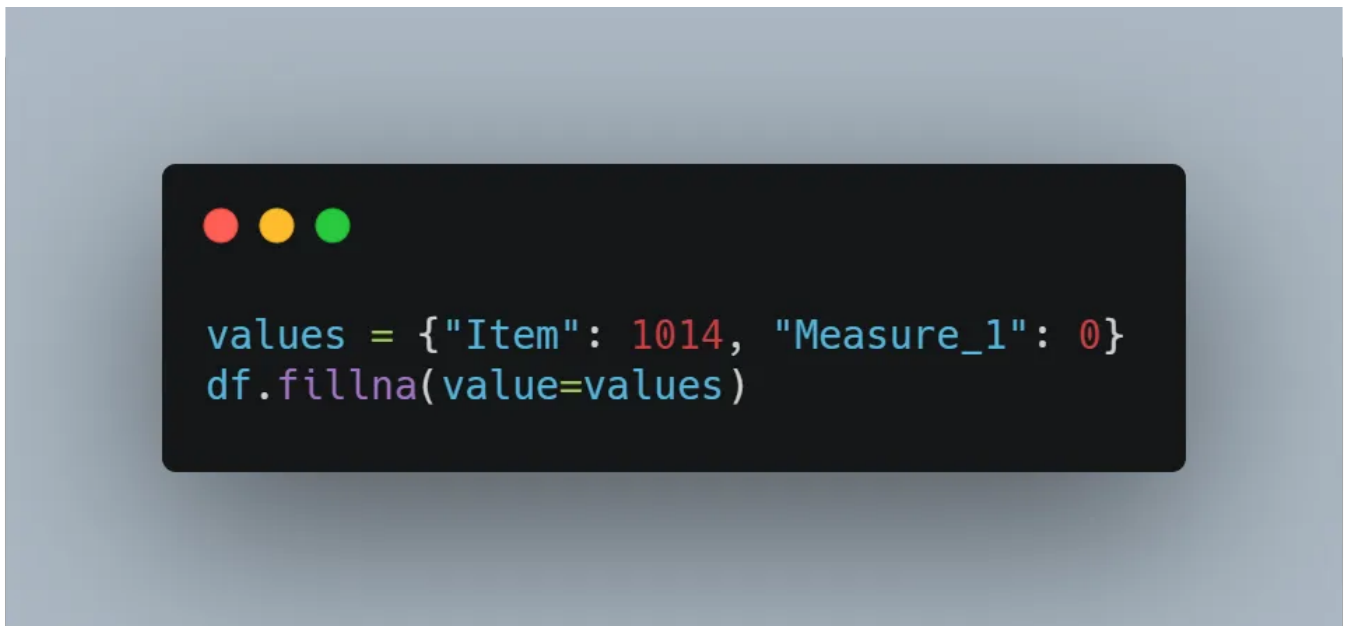 values = {"Item": 1014, "Measure_1": 0}
df.fillna(value=values)